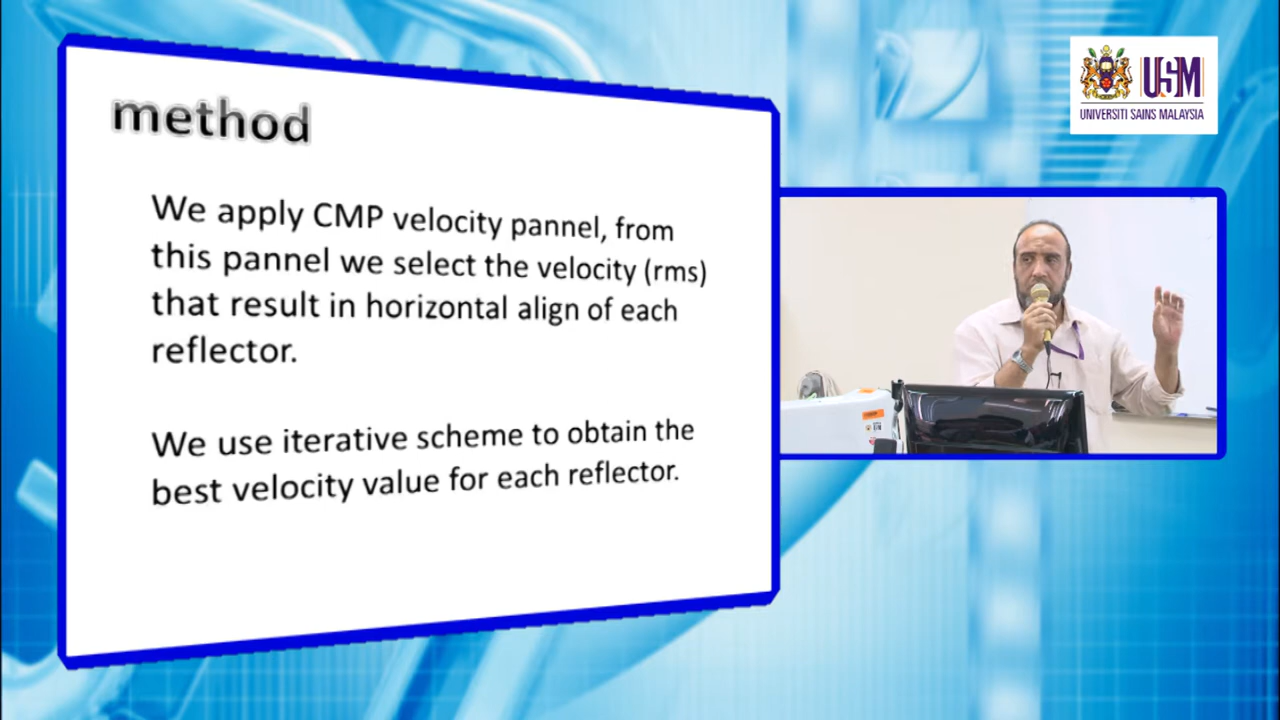 method
We apply CMP velocity pannel, from
this pannel we select the velocity (rms)
that result in horizontal align of each
reflector.
We use iterative scheme to obtain the
best velocity value for each reflector.
USM
UNIVERSITI SAINS MALAYSIA